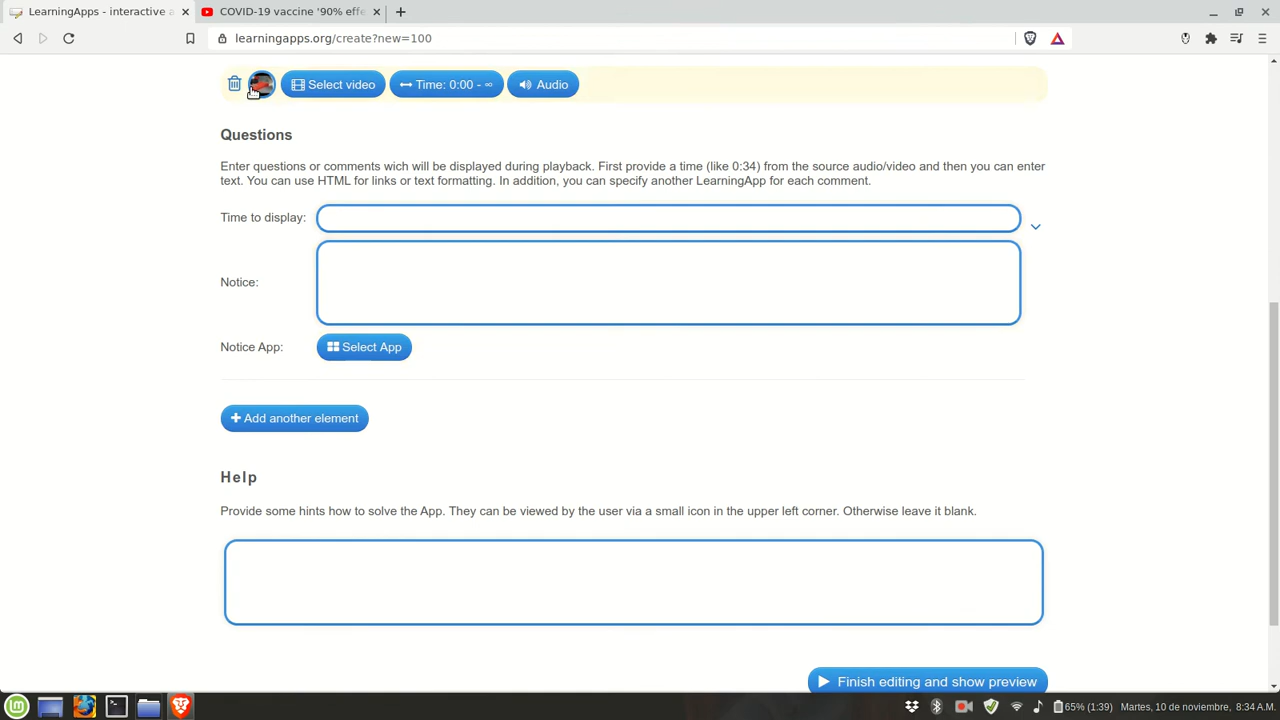 LearningApps - interactive a
COVID-19 vaccine ‘90% effe
learningapps.org/create?new=100
Select video
Time: 0:00 - ∞
Audio
Questions
Enter questions or comments wich will be displayed during playback. First provide a time (like 0:34) from the source audio/video and then you can enter
text. You can use HTML for links or text formatting. In addition, you can specify another LearningApp for each comment.
Time to display:
Notice:
Notice App:
Select App
Add another element
Help
Provide some hints how to solve the App. They can be viewed by the user via a small icon in the upper left corner. Otherwise leave it blank.
Finish editing and show preview
65% (1:39)
Martes, 10 de noviembre, 8:34 A.M.